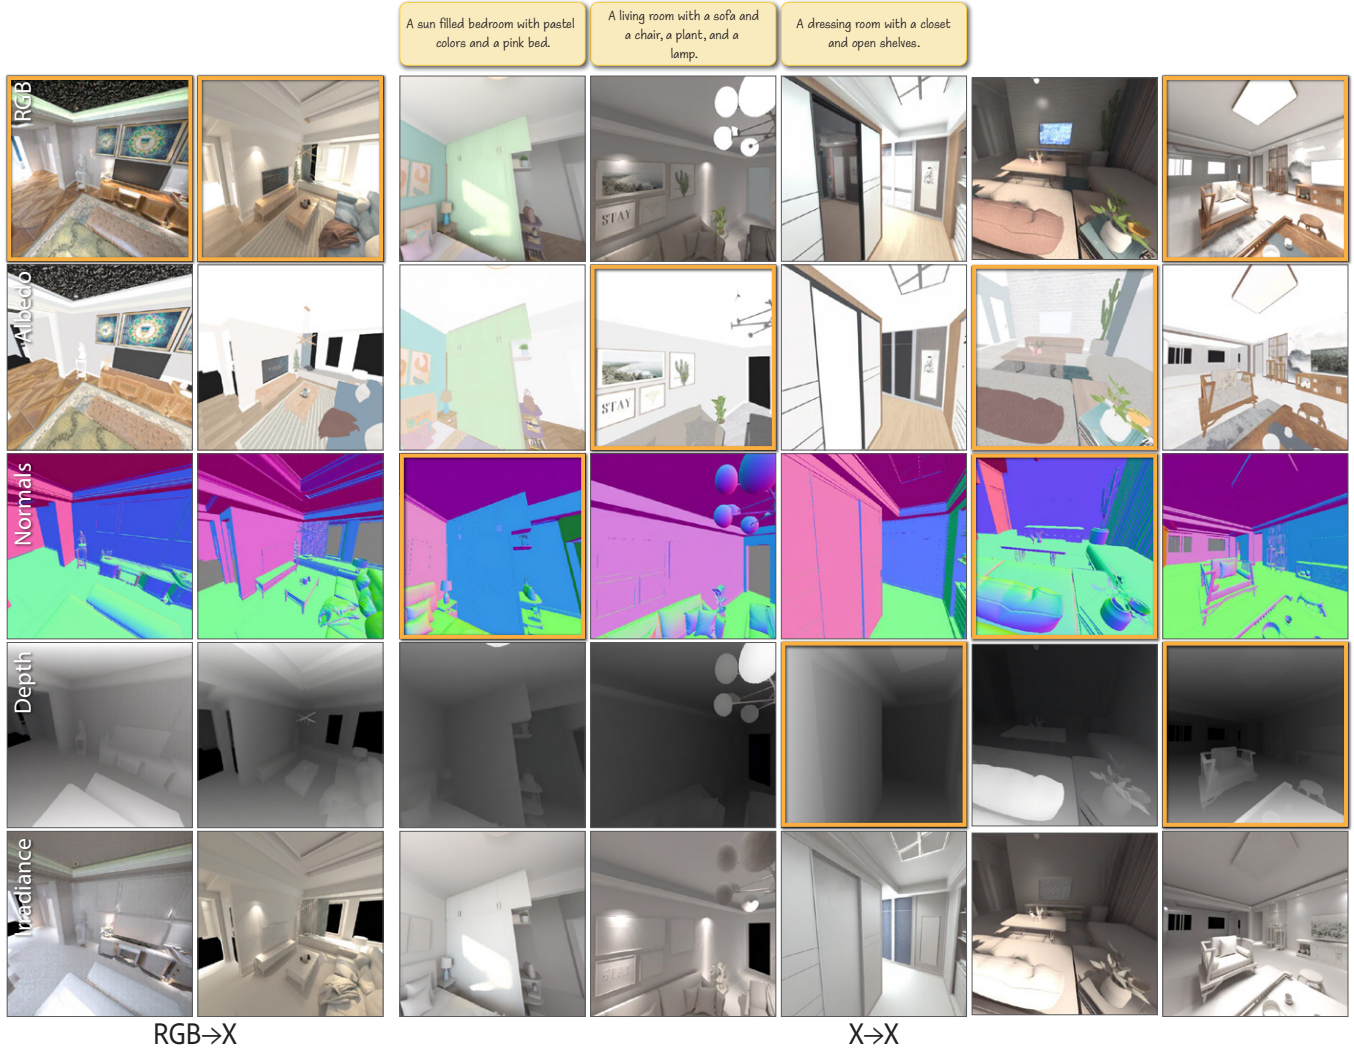 A sun filled bedroom with pastel
colors and a pink bed.
A living room with a sofa and
a chair, a plant, and a
lamp.
A dressing room with a closet
and open shelves.
RGB
Albedo
STAY
STAY
Normals
Depth
Irradiance
STAY
RGB→X
X→X